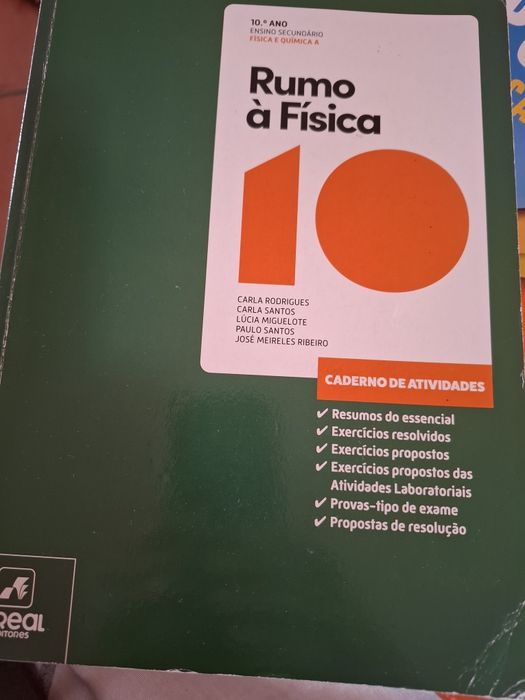 10.º ANO
ENSINO SECUNDÁRIO
FÍSICA E QUÍMICA A
Rumo
à Física
10
CARLA RODRIGUES
CARLA SANTOS
LÚCIA MIGUELOTE
PAULO SANTOS
JOSÉ MEIRELES RIBEIRO
CADERNO DE ATIVIDADES
✓ Resumos do essencial
✓ Exercícios resolvidos
✓ Exercícios propostos
✓ Exercícios propostos das
Atividades Laboratoriais
✓ Provas-tipo de exame
✓ Propostas de resolução